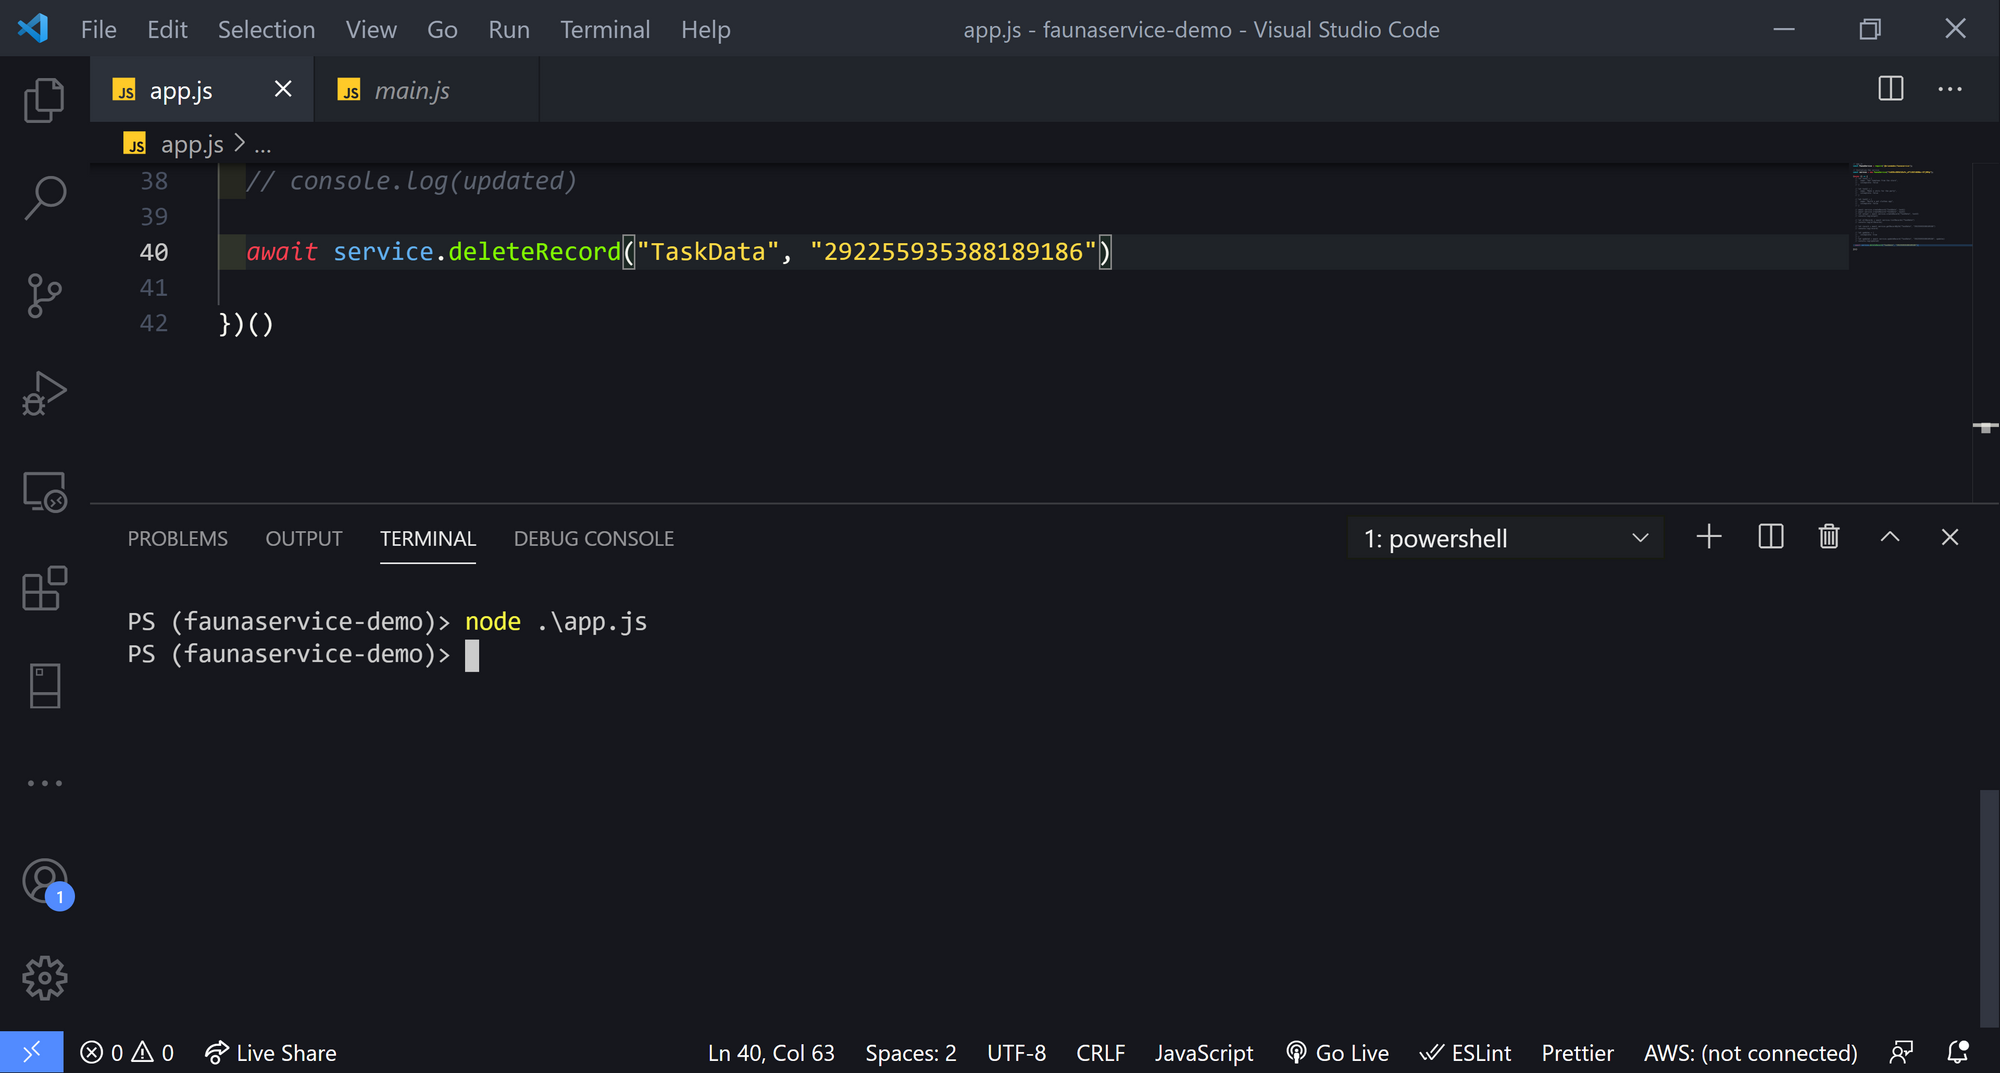 File Edit Selection View Go Run Terminal Help app.js - faunaservice-demo - Visual Studio Code
JS app.js JS main.js
JS app.js > ...
38 // console.log(updated)
39
40 await service.deleteRecord("TaskData", "292255935388189186")
41
42 })()
PROBLEMS OUTPUT TERMINAL DEBUG CONSOLE 1: powershell
PS (faunaservice-demo)> node .\app.js
PS (faunaservice-demo)>
1
0 0 Live Share Ln 40, Col 63 Spaces: 2 UTF-8 CRLF JavaScript Go Live ESLint Prettier AWS: (not connected)